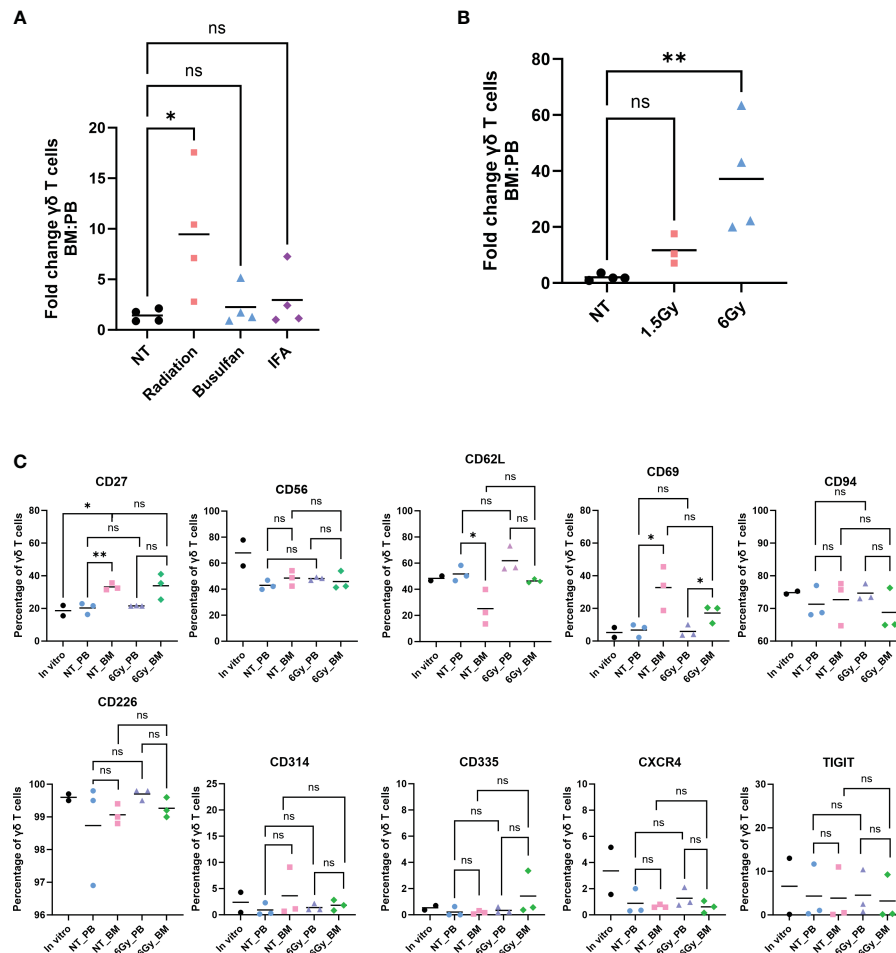 A
ns
ns
*
Fold change γδ T cells
BM:PB
20
15
10
5
0
NT
Radiation
Busulfan
IFA
B
**
ns
Fold change γδ T cells
BM:PB
80
60
40
20
0
NT
1.5Gy
6Gy
C
CD27
Percentage of γδ T cells
80
60
40
20
0
*
ns
ns
**
ns
In vitro
NT_PB
NT_BM
6Gy_PB
6Gy_BM
CD56
Percentage of γδ T cells
100
80
60
40
20
0
ns
ns
ns
ns
In vitro
NT_PB
NT_BM
6Gy_PB
6Gy_BM
CD62L
Percentage of γδ T cells
100
80
60
40
20
0
ns
ns
*
ns
In vitro
NT_PB
NT_BM
6Gy_PB
6Gy_BM
CD69
Percentage of γδ T cells
80
60
40
20
0
ns
ns
*
*
In vitro
NT_PB
NT_BM
6Gy_PB
6Gy_BM
CD94
Percentage of γδ T cells
100
90
80
70
60
ns
ns
ns
ns
In vitro
NT_PB
NT_BM
6Gy_PB
6Gy_BM
CD226
Percentage of γδ T cells
100
99
98
97
96
ns
ns
ns
ns
In vitro
NT_PB
NT_BM
6Gy_PB
6Gy_BM
CD314
Percentage of γδ T cells
25
20
15
10
5
0
ns
ns
ns
ns
In vitro
NT_PB
NT_BM
6Gy_PB
6Gy_BM
CD335
Percentage of γδ T cells
10
8
6
4
2
0
ns
ns
ns
ns
In vitro
NT_PB
NT_BM
6Gy_PB
6Gy_BM
CXCR4
Percentage of γδ T cells
10
8
6
4
2
0
ns
ns
ns
ns
In vitro
NT_PB
NT_BM
6Gy_PB
6Gy_BM
TIGIT
Percentage of γδ T cells
30
20
10
0
ns
ns
ns
ns
In vitro
NT_PB
NT_BM
6Gy_PB
6Gy_BM